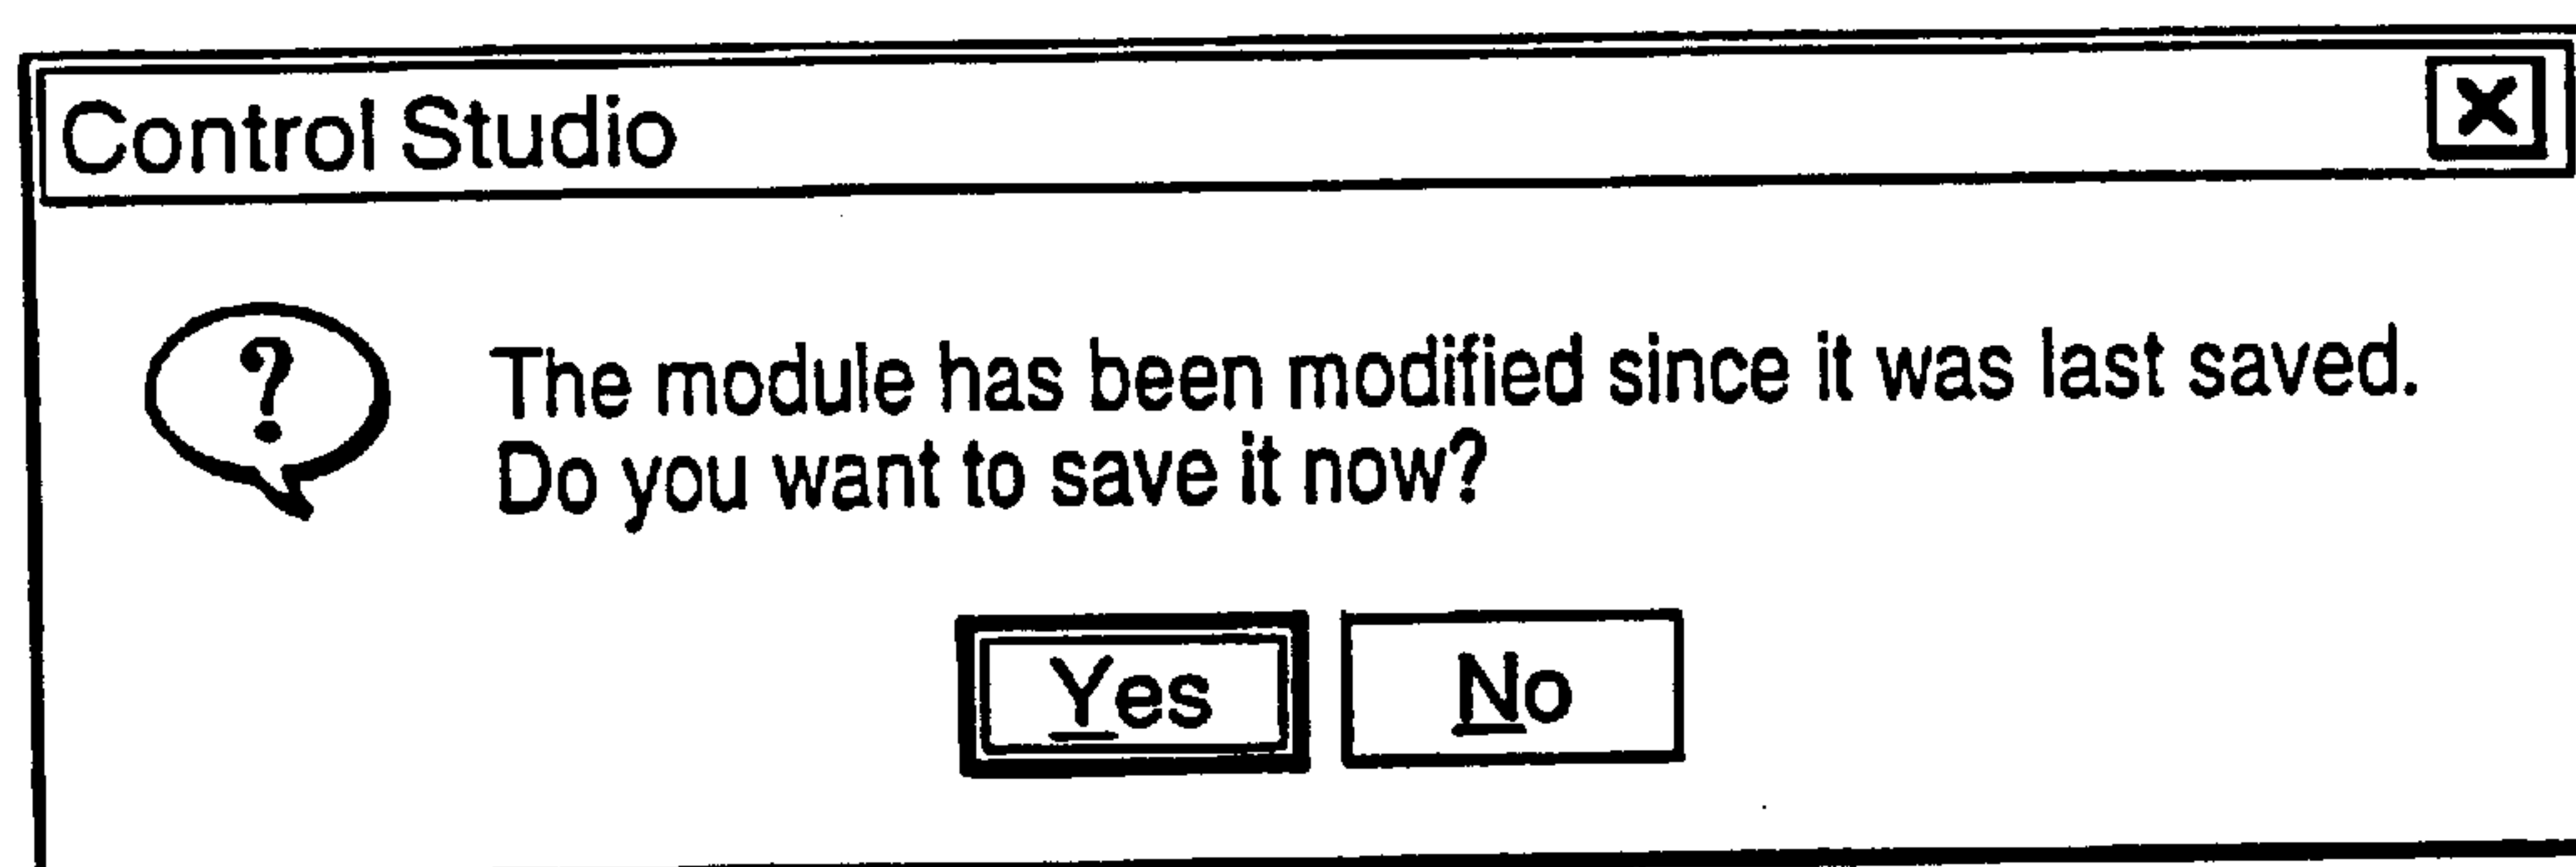 Control Studio
?
The module has been modified since it was last saved.
Do you want to save it now?
Yes No